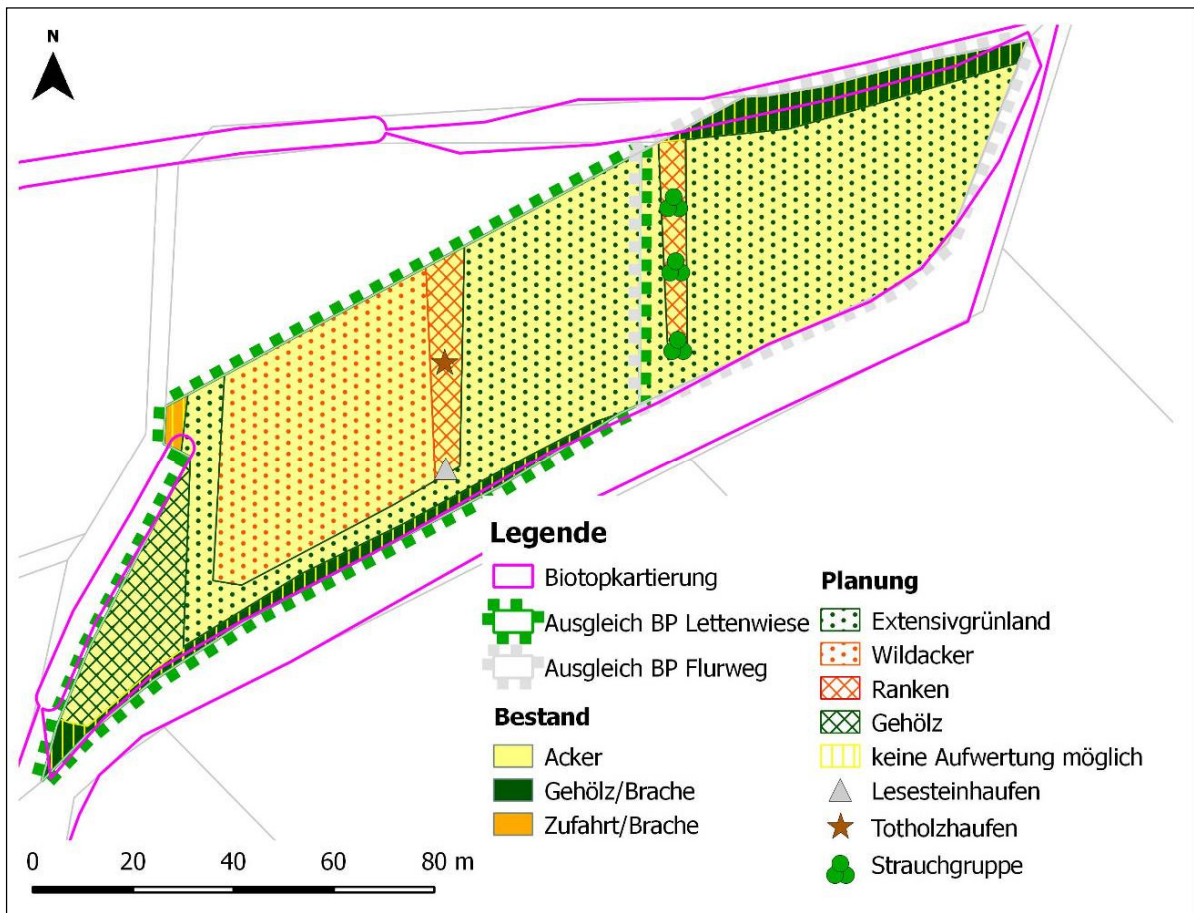 N
Legende
Biotopkartierung
Ausgleich BP Lettenwiese
Ausgleich BP Flurweg
Bestand
Acker
Gehölz/Brache
Zufahrt/Brache
Planung
Extensivgrünland
Wildacker
Ranken
Gehölz
keine Aufwertung möglich
Lesesteinhaufen
Totholzhaufen
Strauchgruppe
0 20 40 60 80 m